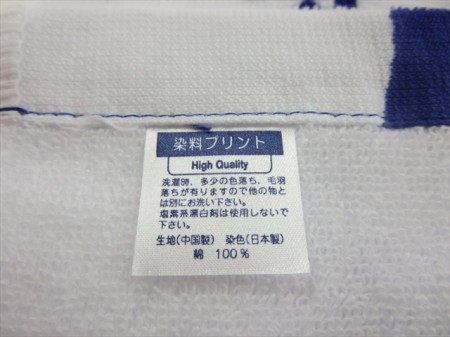 染料プリント
High Quality
洗濯時、多少の色落ち、毛羽
落ちが有りますので他の物と
は別にお洗い下さい。
塩素系漂白剤は使用しないで
下さい。
生地(中国製) 染色(日本製)
綿 100%